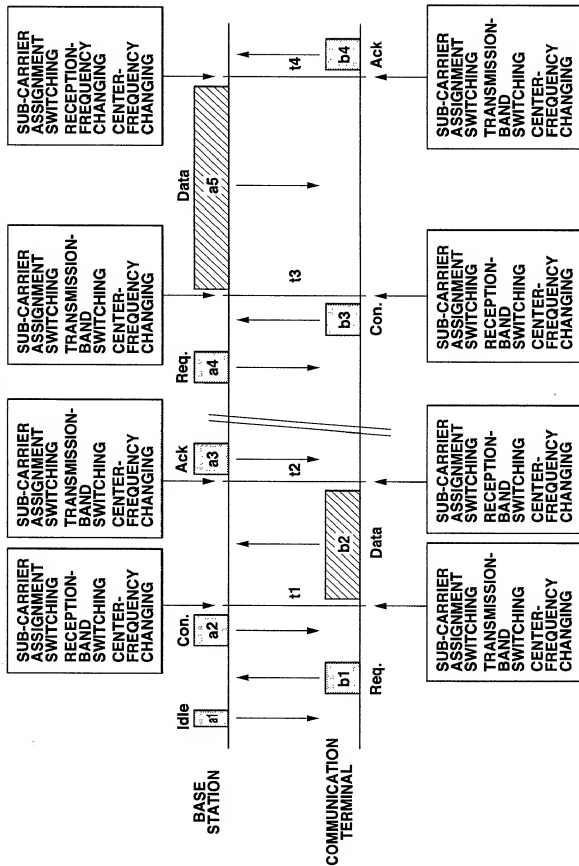 SUB-CARRIER
ASSIGNMENT
SWITCHING
RECEPTION-
BAND
SWITCHING
CENTER-
FREQUENCY
CHANGING
SUB-CARRIER
ASSIGNMENT
SWITCHING
TRANSMISSION-
BAND
SWITCHING
CENTER-
FREQUENCY
CHANGING
SUB-CARRIER
ASSIGNMENT
SWITCHING
TRANSMISSION-
BAND
SWITCHING
CENTER-
FREQUENCY
CHANGING
SUB-CARRIER
ASSIGNMENT
SWITCHING
RECEPTION-
FREQUENCY
CHANGING
CENTER-
FREQUENCY
CHANGING
Idle
Con.
Ack
Req.
Data
BASE
STATION
a1
a2
a3
a4
a5
t1
t2
t3
t4
COMMUNICATION
TERMINAL
b1
b2
b3
b4
Req.
Data
Con.
Ack
SUB-CARRIER
ASSIGNMENT
SWITCHING
TRANSMISSION-
BAND
SWITCHING
CENTER-
FREQUENCY
CHANGING
SUB-CARRIER
ASSIGNMENT
SWITCHING
RECEPTION-
BAND
SWITCHING
CENTER-
FREQUENCY
CHANGING
SUB-CARRIER
ASSIGNMENT
SWITCHING
RECEPTION-
BAND
SWITCHING
CENTER-
FREQUENCY
CHANGING
SUB-CARRIER
ASSIGNMENT
SWITCHING
TRANSMISSION-
BAND
SWITCHING
CENTER-
FREQUENCY
CHANGING